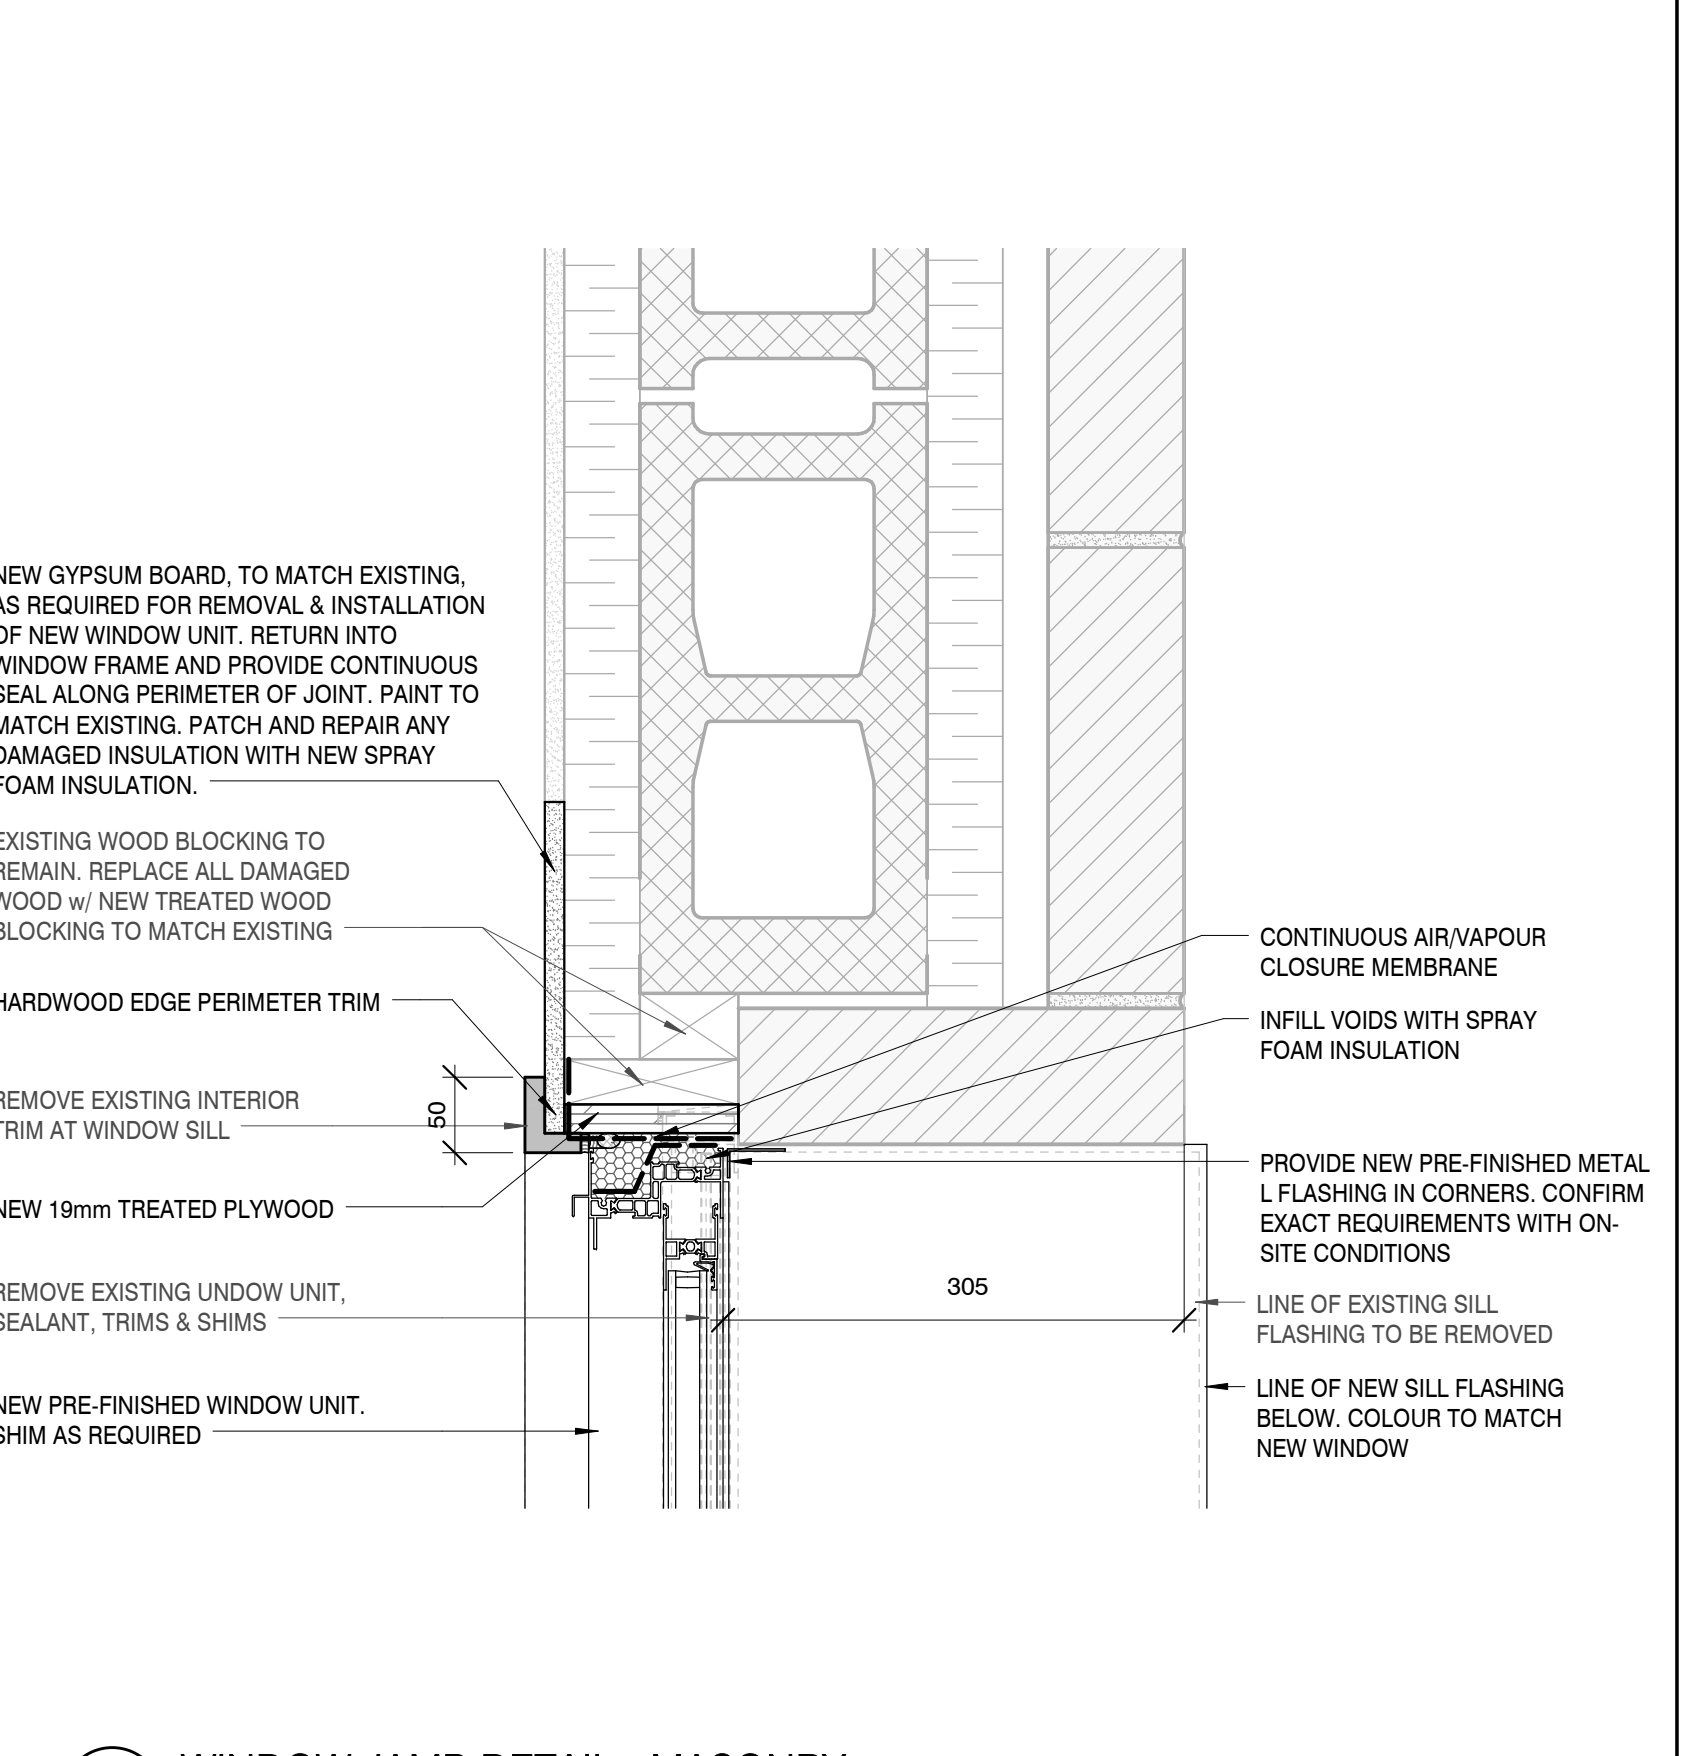 NEW GYPSUM BOARD, TO MATCH EXISTING,
AS REQUIRED FOR REMOVAL & INSTALLATION
OF NEW WINDOW UNIT. RETURN INTO
WINDOW FRAME AND PROVIDE CONTINUOUS
SEAL ALONG PERIMETER OF JOINT. PAINT TO
MATCH EXISTING. PATCH AND REPAIR ANY
DAMAGED INSULATION WITH NEW SPRAY
FOAM INSULATION.
EXISTING WOOD BLOCKING TO
REMAIN. REPLACE ALL DAMAGED
WOOD w/ NEW TREATED WOOD
BLOCKING TO MATCH EXISTING
HARDWOOD EDGE PERIMETER TRIM
REMOVE EXISTING INTERIOR
TRIM AT WINDOW SILL
50
NEW 19mm TREATED PLYWOOD
REMOVE EXISTING UNDOW UNIT,
SEALANT, TRIMS & SHIMS
NEW PRE-FINISHED WINDOW UNIT.
SHIM AS REQUIRED
CONTINUOUS AIR/VAPOUR
CLOSURE MEMBRANE
INFILL VOIDS WITH SPRAY
FOAM INSULATION
PROVIDE NEW PRE-FINISHED METAL
L FLASHING IN CORNERS. CONFIRM
EXACT REQUIREMENTS WITH ON-
SITE CONDITIONS
305
LINE OF EXISTING SILL
FLASHING TO BE REMOVED
LINE OF NEW SILL FLASHING
BELOW. COLOUR TO MATCH
NEW WINDOW
WINDOW JAMB DETAIL - MASONRY